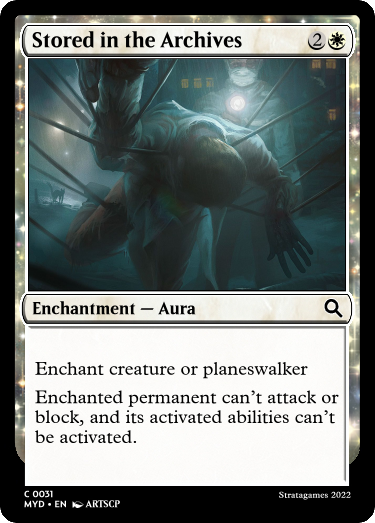 Stored in the Archives 2
Enchantment — Aura
Enchant creature or planeswalker
Enchanted permanent can't attack or
block, and its activated abilities can't
be activated.
C 0031
MYD • EN ARTSCP
Stratagames 2022